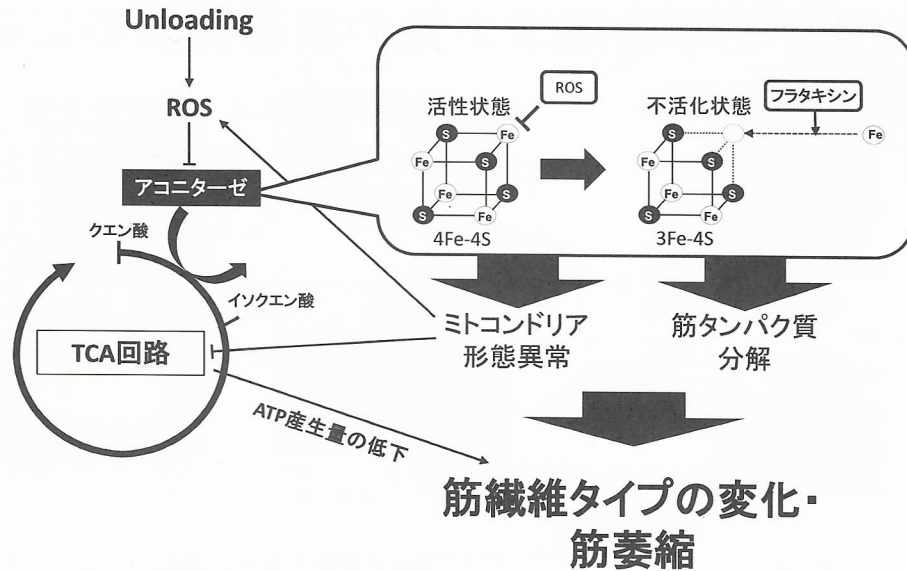 Unloading
ROS
アコニターゼ
クエン酸
イソクエン酸
TCA回路
ATP産生量の低下
活性状態
ROS
S
Fe
Fe
S
Fe
S
S
Fe
4Fe-4S
不活化状態
フラタキシン
S
Fe
Fe
S
Fe
S
S
Fe
3Fe-4S
ミトコンドリア
形態異常
筋タンパク質
分解
筋繊維タイプの変化・
筋萎縮